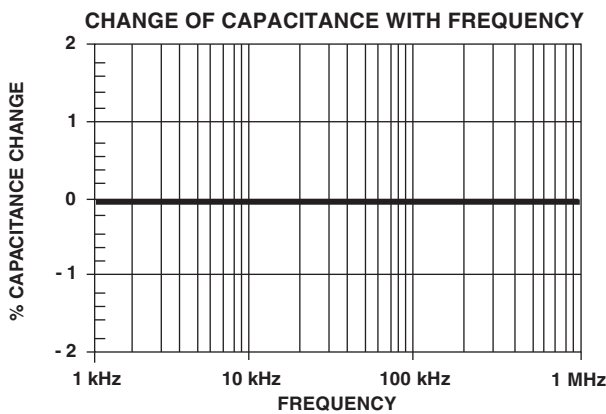 CHANGE OF CAPACITANCE WITH FREQUENCY
% CAPACITANCE CHANGE
2
1
0
- 1
- 2
1 kHz 10 kHz 100 kHz 1 MHz
FREQUENCY